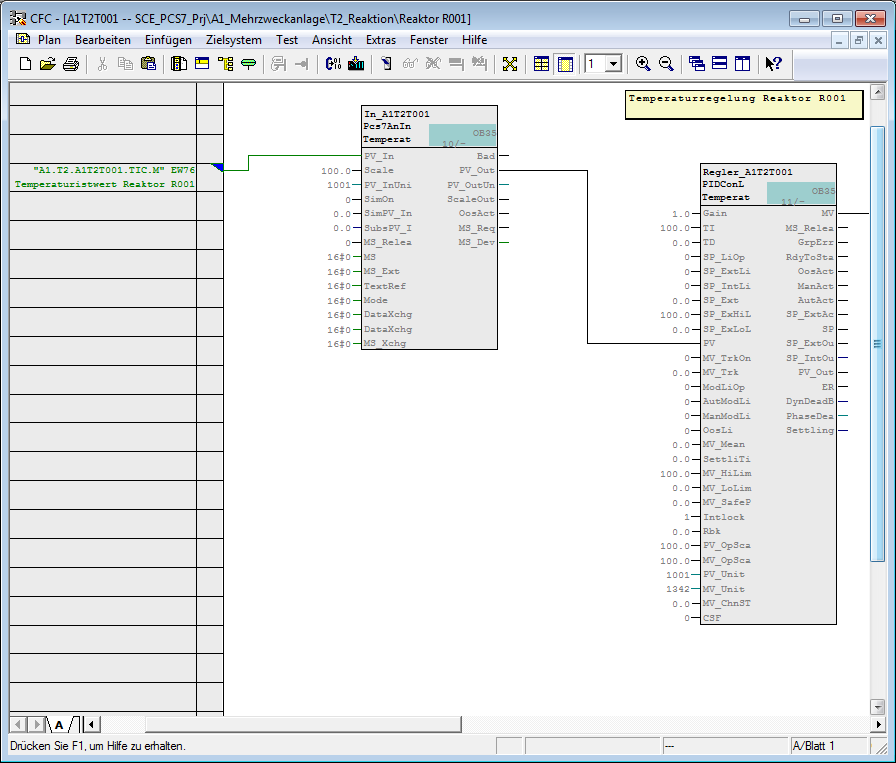 CFC - [A1T2T001 -- SCE_PCS7_Prj\A1_Mehrzweckanlage\T2_Reaktion\Reaktor R001]
Plan Bearbeiten Einfügen Zielsystem Test Ansicht Extras Fenster Hilfe
1
Temperaturregelung Reaktor R001
"A1.T2.A1T2T001.TIC.M" EW76
Temperaturistwert Reaktor R001
In_A1T2T001
Pcs7AnIn
Temperat
OB35
10/-
PV_In Bad
100.0 Scale PV_Out
1001 PV_InUni PV_OutUn
0 SimOn ScaleOut
0.0 SimPV_In OosAct
0.0 SubsPV_I MS_Req
0 MS_Relea MS_Dev
16#0 MS
16#0 MS_Ext
16#0 TextRef
16#0 Mode
16#0 DataXchg
16#0 DataXchg
16#0 MS_Xchg
Regler_A1T2T001
PIDConL
Temperat
OB35
11/-
1.0 Gain MV
100.0 TI MS_Relea
0.0 TD GrpErr
0 SP_LiOp RdyToSta
0 SP_ExtLi OosAct
0 SP_IntLi ManAct
0.0 SP_Ext AutAct
100.0 SP_ExHiL SP_ExtAc
0.0 SP_ExLoL SP
PV SP_ExtOu
0 MV_TrkOn SP_IntOu
0.0 MV_Trk PV_Out
0 ModLiOp ER
0 AutModLi DynDeadB
0 ManModLi PhaseDea
0 OosLi Settling
0.0 MV_Mean
0.0 SettliTi
100.0 MV_HiLim
0.0 MV_LoLim
0.0 MV_SafeP
1 Intlock
0.0 Rbk
100.0 PV_OpSca
100.0 MV_OpSca
1001 PV_Unit
1342 MV_Unit
0.0 MV_ChnST
0 CSF
A
Drücken Sie F1, um Hilfe zu erhalten.
---
A/Blatt 1